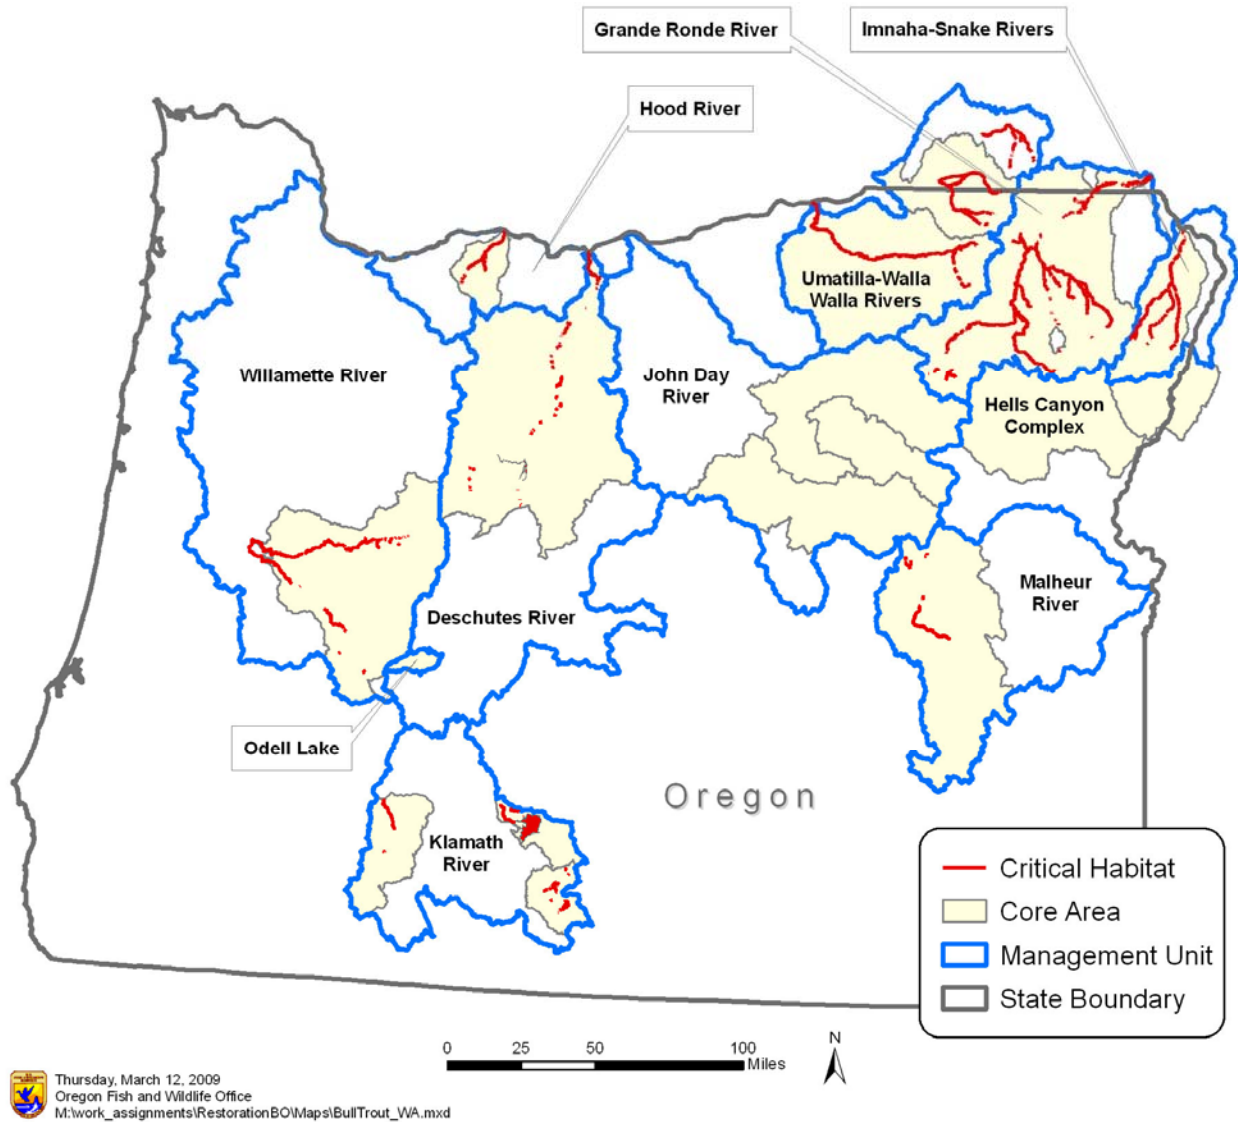 Grande Ronde River
Imnaha-Snake Rivers
Hood River
Umatilla-Walla
Walla Rivers
Willamette River
John Day
River
Hells Canyon
Complex
Malheur
River
Deschutes River
Odell Lake
Oregon
Klamath
River
Critical Habitat
Core Area
Management Unit
State Boundary
0 25 50 100
Miles
N
Thursday, March 12, 2009
Oregon Fish and Wildlife Office
M:\work_assignments\RestorationBO\Maps\BullTrout_WA.mxd